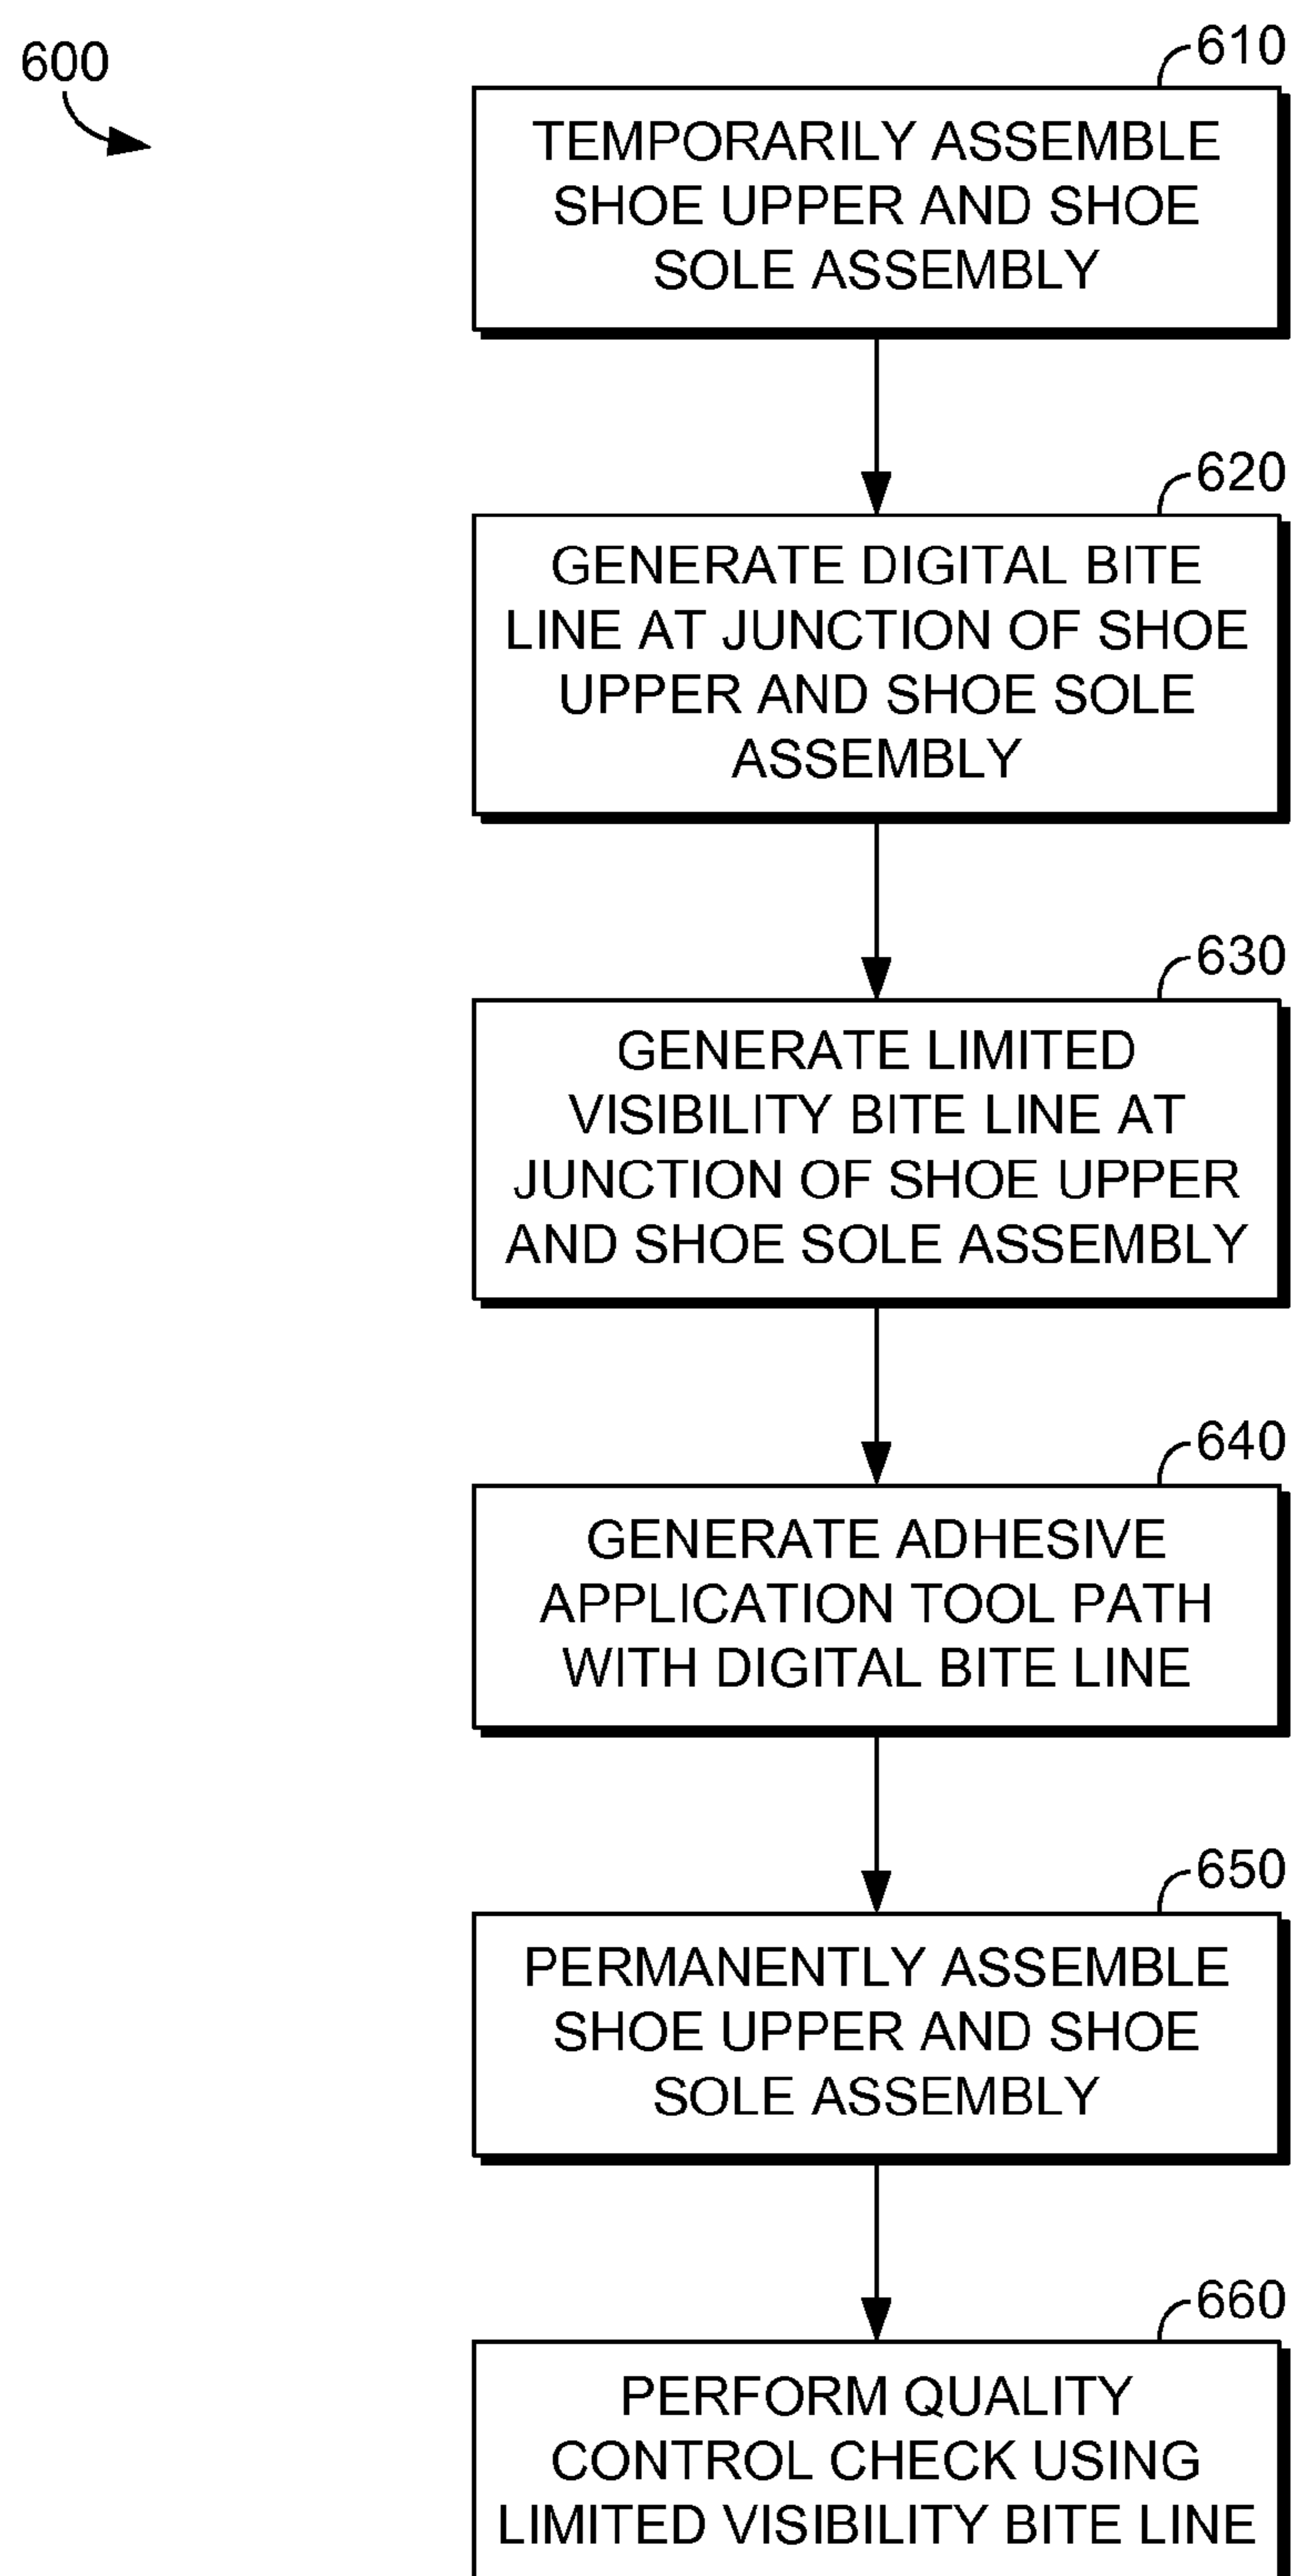 600
610
TEMPORARILY ASSEMBLE
SHOE UPPER AND SHOE
SOLE ASSEMBLY
620
GENERATE DIGITAL BITE
LINE AT JUNCTION OF SHOE
UPPER AND SHOE SOLE
ASSEMBLY
630
GENERATE LIMITED
VISIBILITY BITE LINE AT
JUNCTION OF SHOE UPPER
AND SHOE SOLE ASSEMBLY
640
GENERATE ADHESIVE
APPLICATION TOOL PATH
WITH DIGITAL BITE LINE
650
PERMANENTLY ASSEMBLE
SHOE UPPER AND SHOE
SOLE ASSEMBLY
660
PERFORM QUALITY
CONTROL CHECK USING
LIMITED VISIBILITY BITE LINE